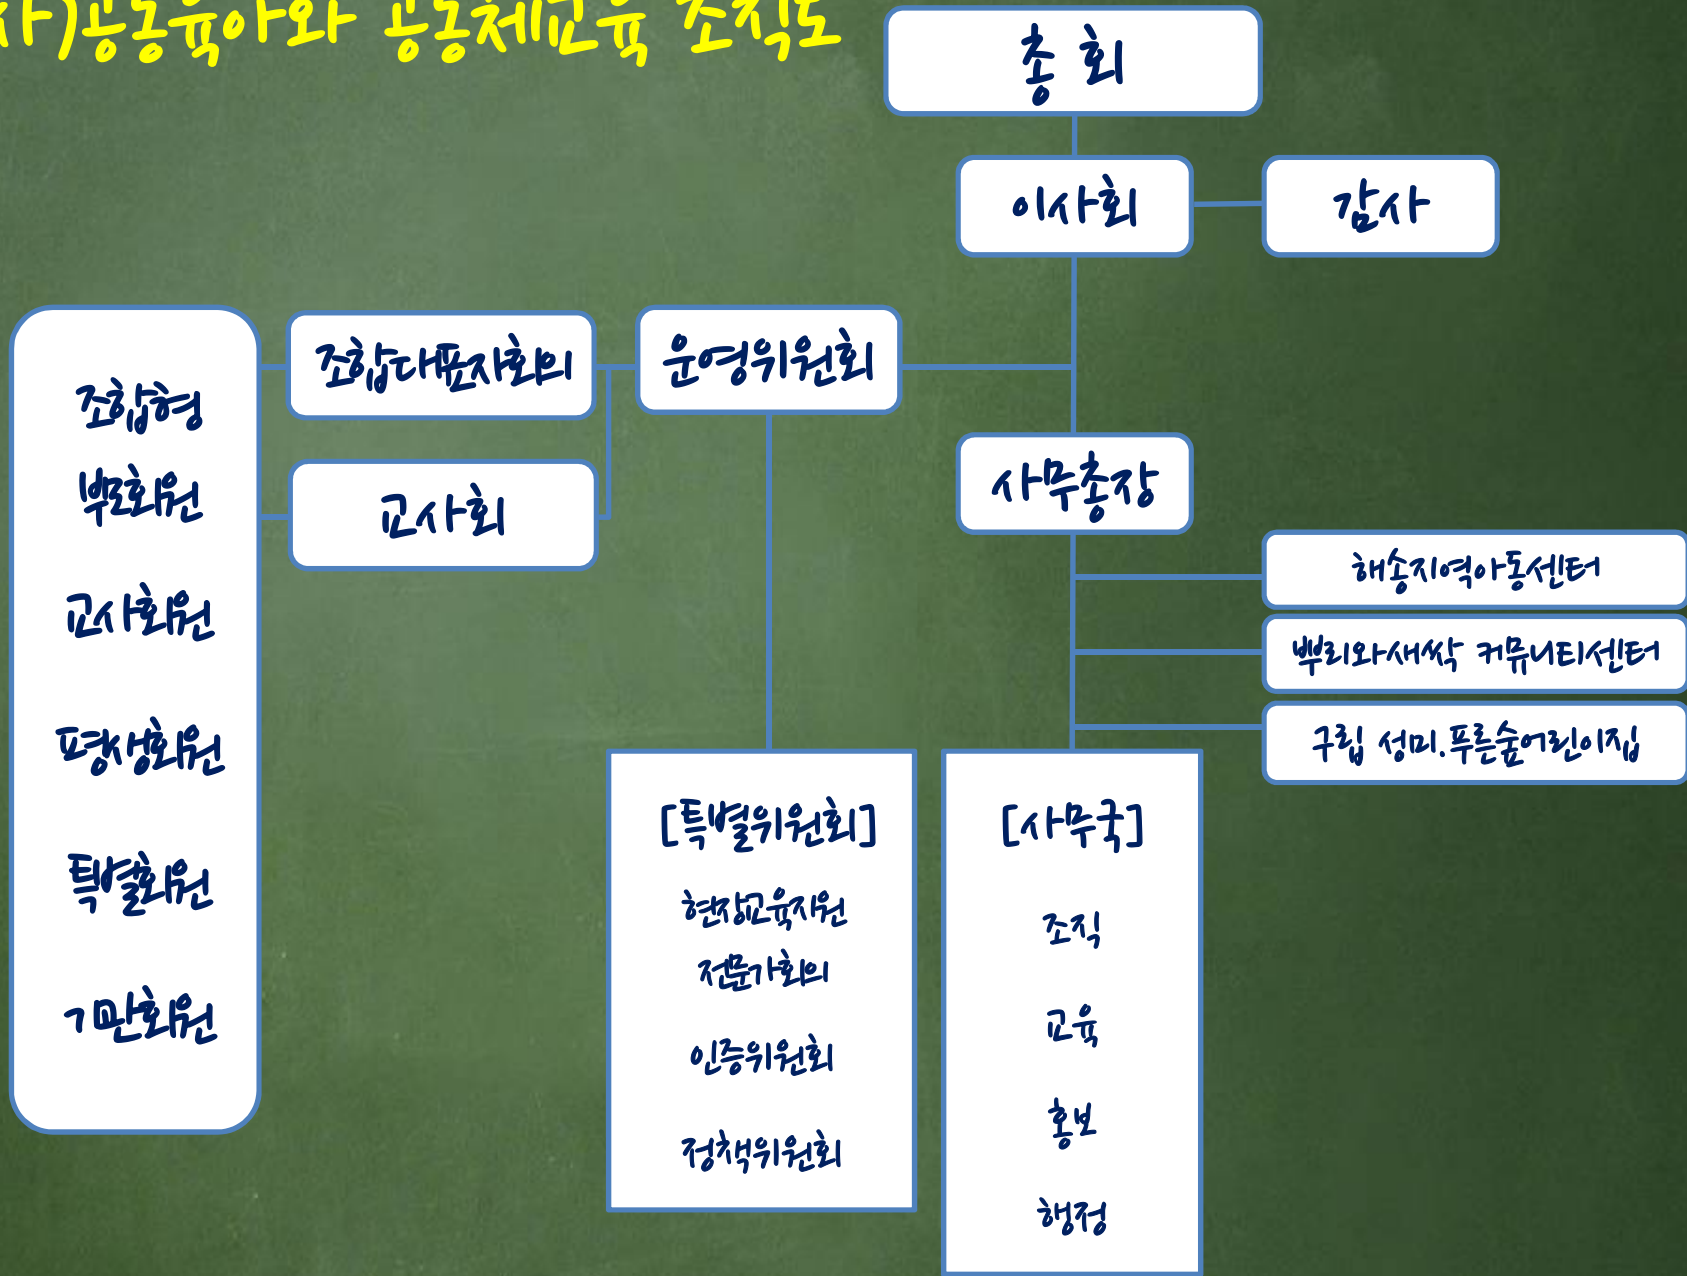 사)공동육아와 공동체교육 조직도
총 회
이사회
감사
조합대표자회의
운영위원회
교사회
사무총장
조합형
부모회원
교사회원
평생회원
특별회원
기관회원
해송지역아동센터
뿌리와새싹 커뮤니티센터
구립 성미.푸른숲어린이집
[특별위원회]
현장교육지원
전문가회의
인증위원회
정책위원회
[사무국]
조직
교육
홍보
행정